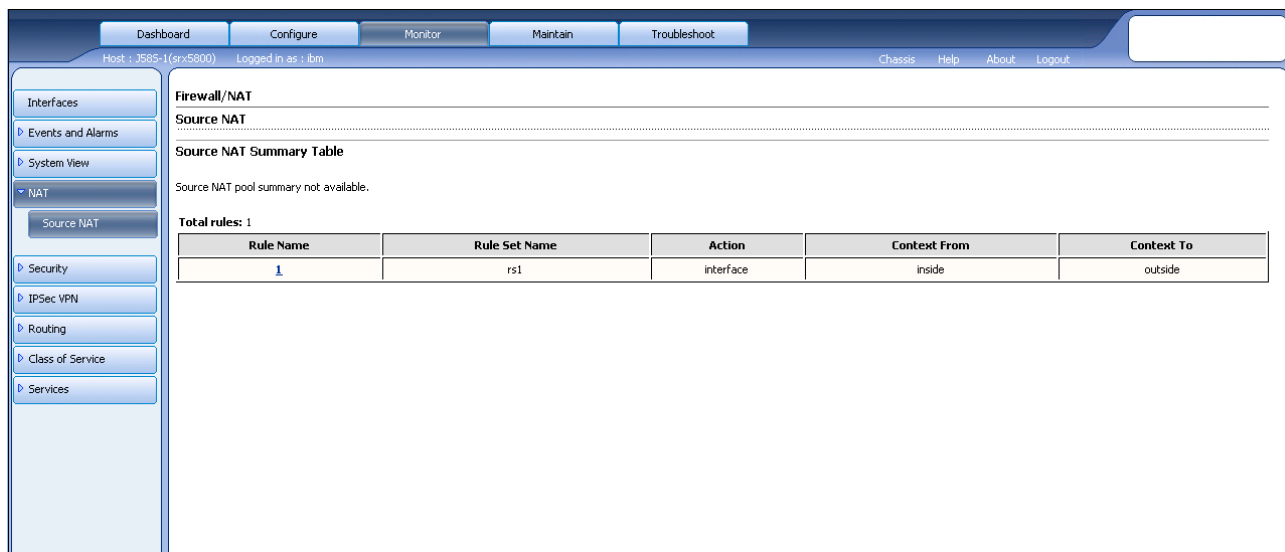 Dashboard Configure Monitor Maintain Troubleshoot
Host : J58S-1(srx5800) Logged in as : ibm Chassis Help About Logout
Interfaces
Events and Alarms
System View
NAT
Source NAT
Security
IPSec VPN
Routing
Class of Service
Services
Firewall/NAT
Source NAT
Source NAT Summary Table
Source NAT pool summary not available.
Total rules: 1
Rule Name Rule Set Name Action Context From Context To
1 rs1 interface inside outside